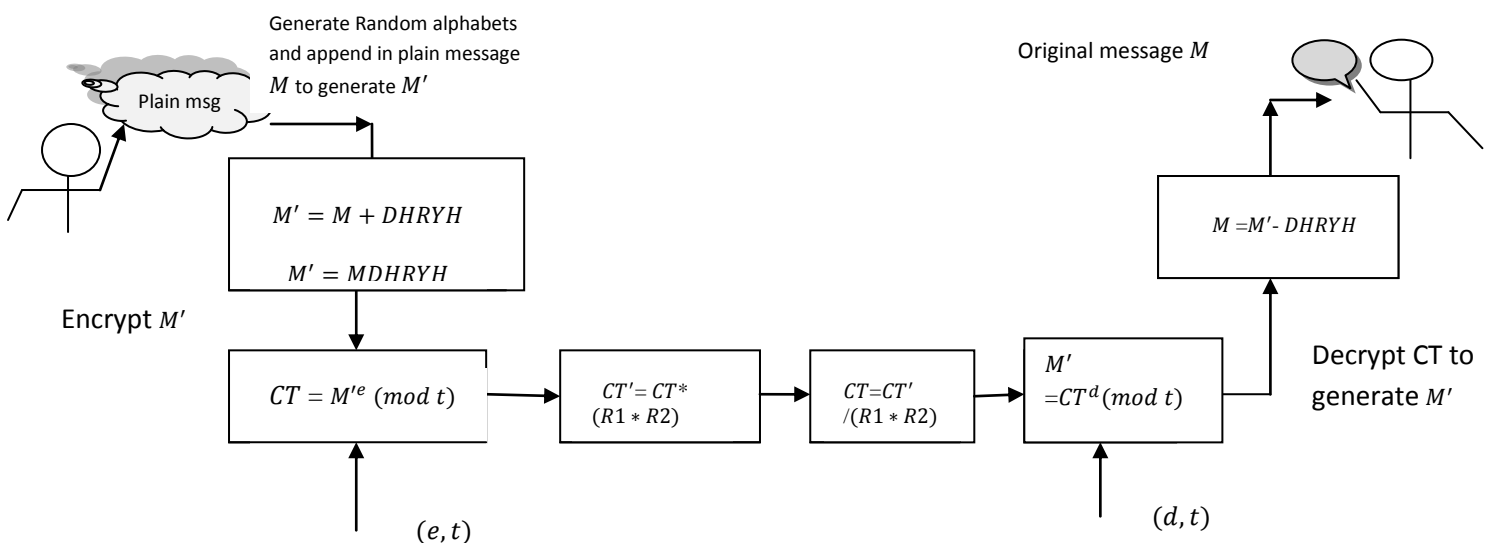 Generate Random alphabets
and append in plain message
M to generate M′
Original message M
Plain msg
M′ = M + DHRYH
M′ = MDHRYH
M =M′- DHRYH
Encrypt M′
CT = M′ᵉ (mod t)
CT′= CT*
(R1 * R2)
CT=CT′
/(R1 * R2)
M′
=CTᵈ(mod t)
Decrypt CT to
generate M′
(e, t)
(d, t)